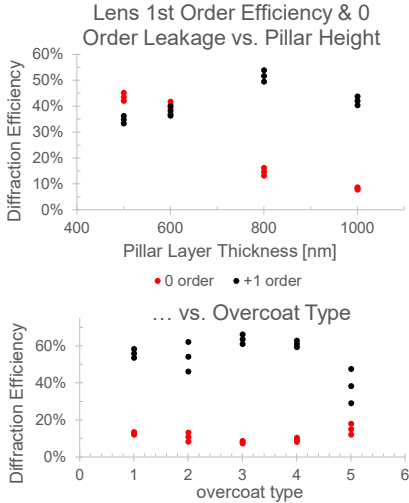 Lens 1st Order Efficiency & 0
Order Leakage vs. Pillar Height
60%
50%
40%
30%
20%
10%
0%
Diffraction Efficiency
400 600 800 1000
Pillar Layer Thickness [nm]
0 order +1 order
… vs. Overcoat Type
60%
40%
20%
0%
Diffraction Efficiency
0 1 2 3 4 5 6
overcoat type